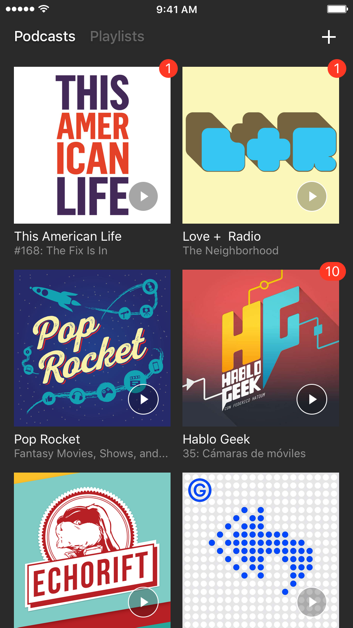 9:41 AM
Podcasts Playlists
1
1
THIS
AMER
ICAN
LIFE
L+R
This American Life
#168: The Fix Is In
Love + Radio
The Neighborhood
10
Pop
Rocket
HG
HABLO
GEEK
Pop Rocket
Fantasy Movies, Shows, and...
Hablo Geek
35: Cámaras de móviles
ECHORIFT
G